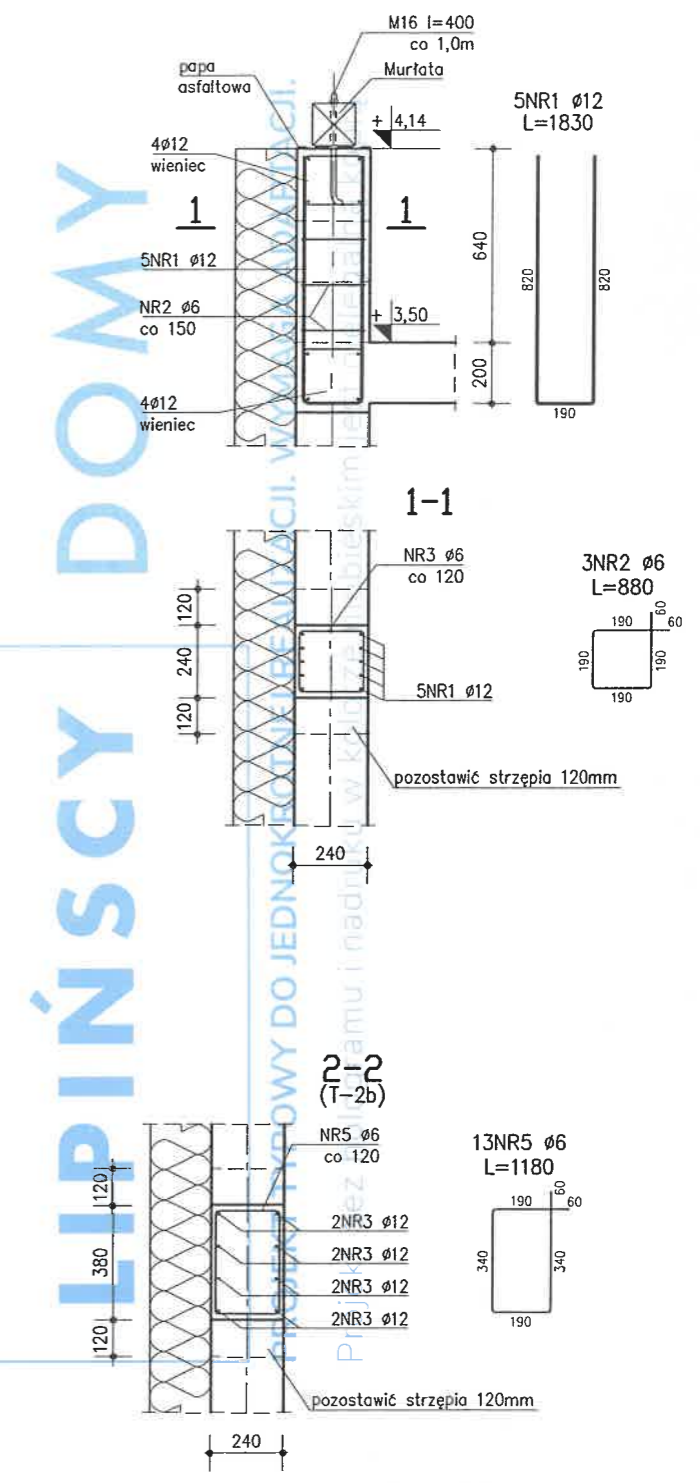 M16 l=400
co 1,0m
papa
asfaltowa
Murłata
5NR1 ø12
L=1830
+ 4,14
4ø12
wieniec
1 1
640
820 820
5NR1 ø12
NR2 ø6
co 150
+ 3,50
200
4ø12
wieniec
190
1-1
NR3 ø6
co 120
3NR2 ø6
L=880
120
240
120
190
60
60
190
190
190
5NR1 ø12
pozostawić strzępia 120mm
240
2-2
(T-2b)
NR5 ø6
co 120
13NR5 ø6
L=1180
120
380
120
2NR3 ø12
2NR3 ø12
2NR3 ø12
2NR3 ø12
190
60
60
340
340
190
pozostawić strzępia 120mm
240
LIPIŃSCY DOMY
PROJEKT TYPOWY DO JEDNOKROTNEJ REALIZACJI. WYMAGA ADAPTACJI.